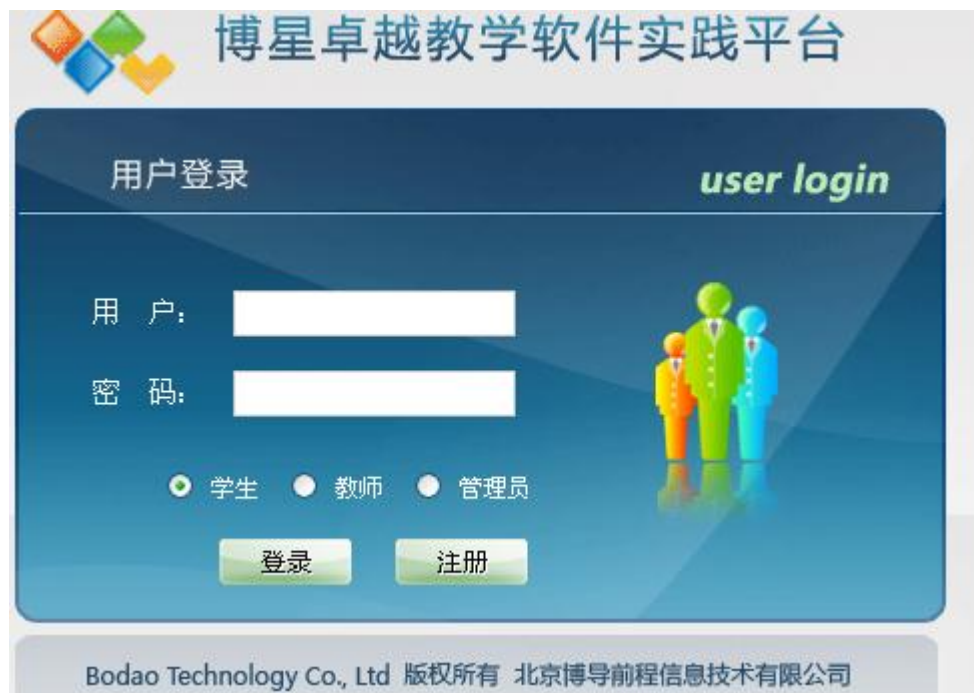 博星卓越教学软件实践平台
用户登录 user login
用 户:
密 码:
学生 教师 管理员
登录 注册
Bodao Technology Co., Ltd 版权所有 北京博导前程信息技术有限公司